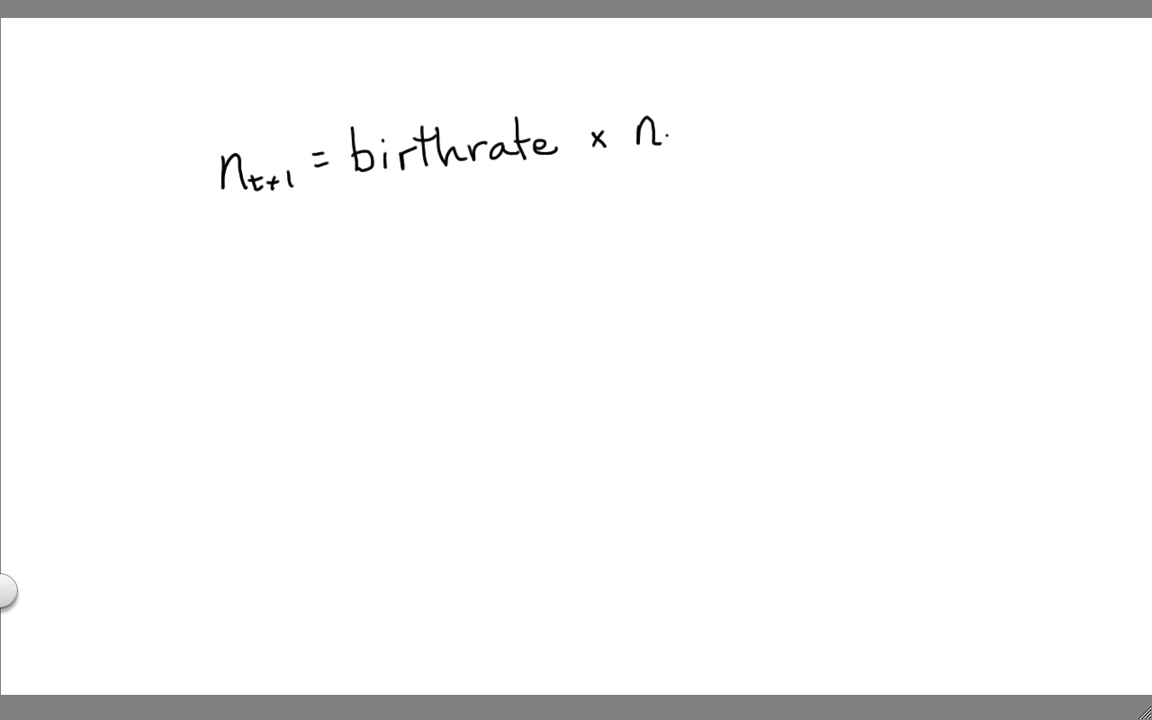 n_{t+1} = birthrate × n.